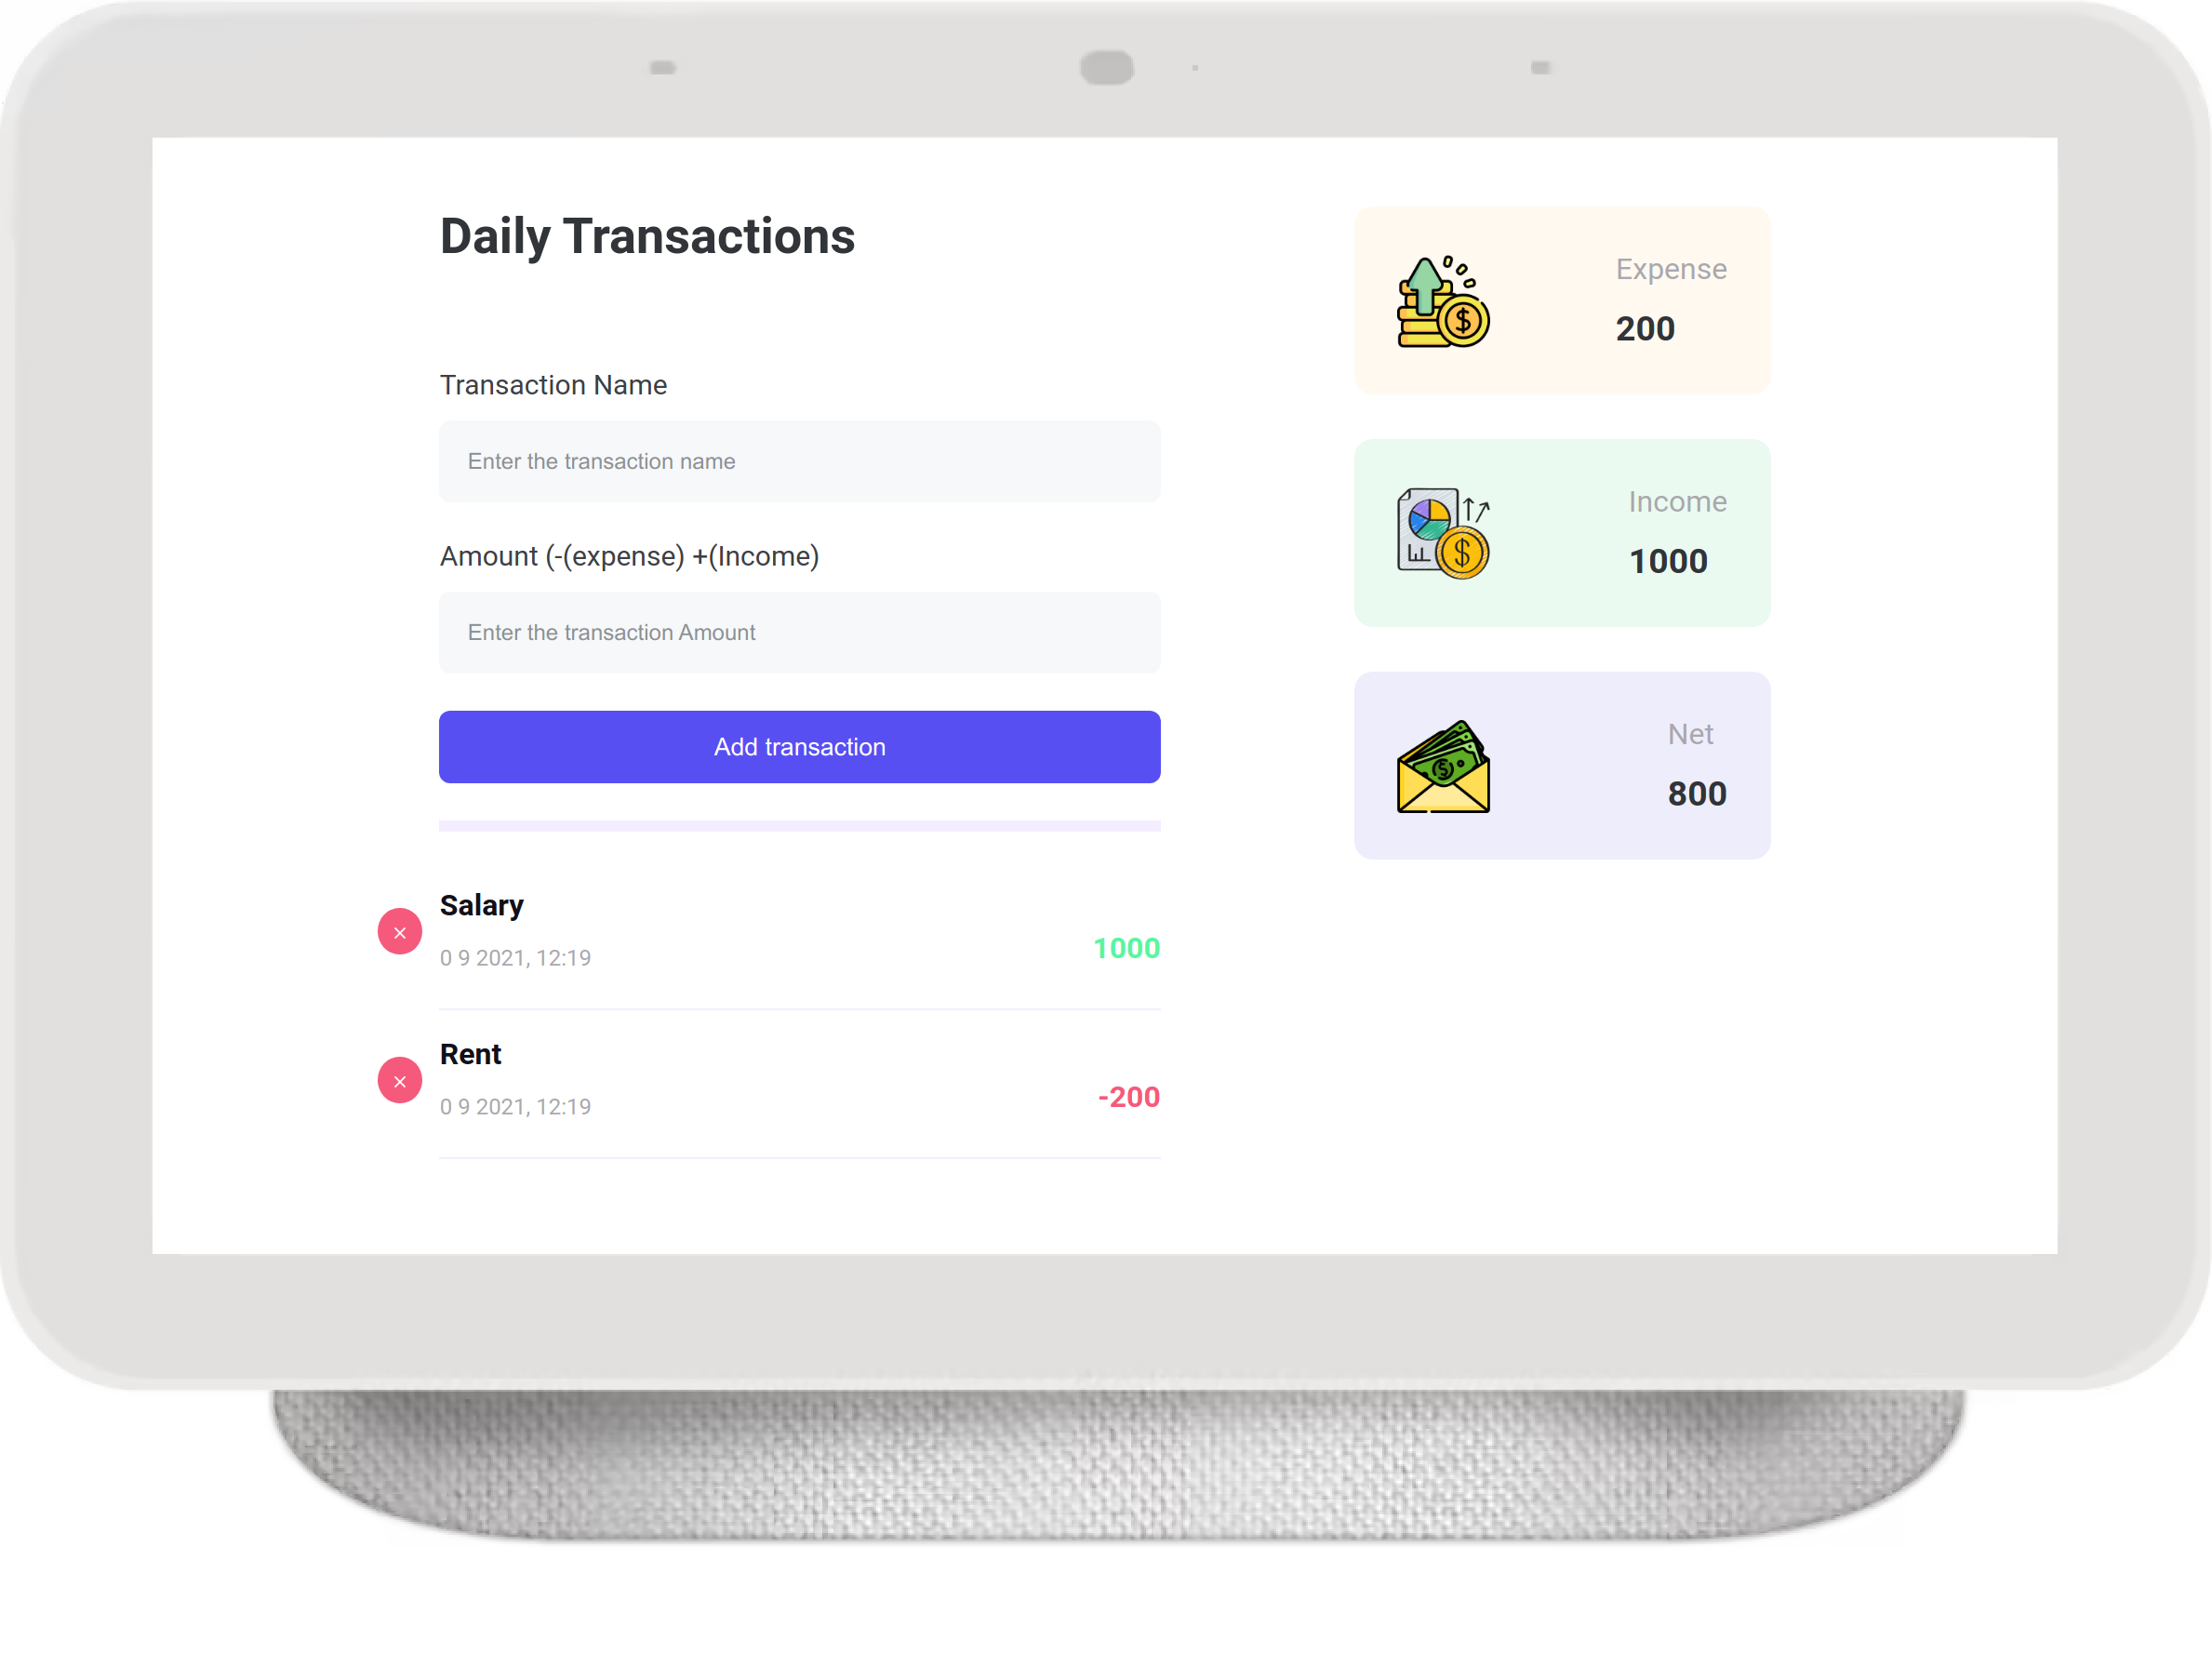 Daily Transactions
Transaction Name
Enter the transaction name
Amount (-(expense) +(Income)
Enter the transaction Amount
Add transaction
Salary
0 9 2021, 12:19
1000
Rent
0 9 2021, 12:19
-200
Expense
200
Income
1000
Net
800